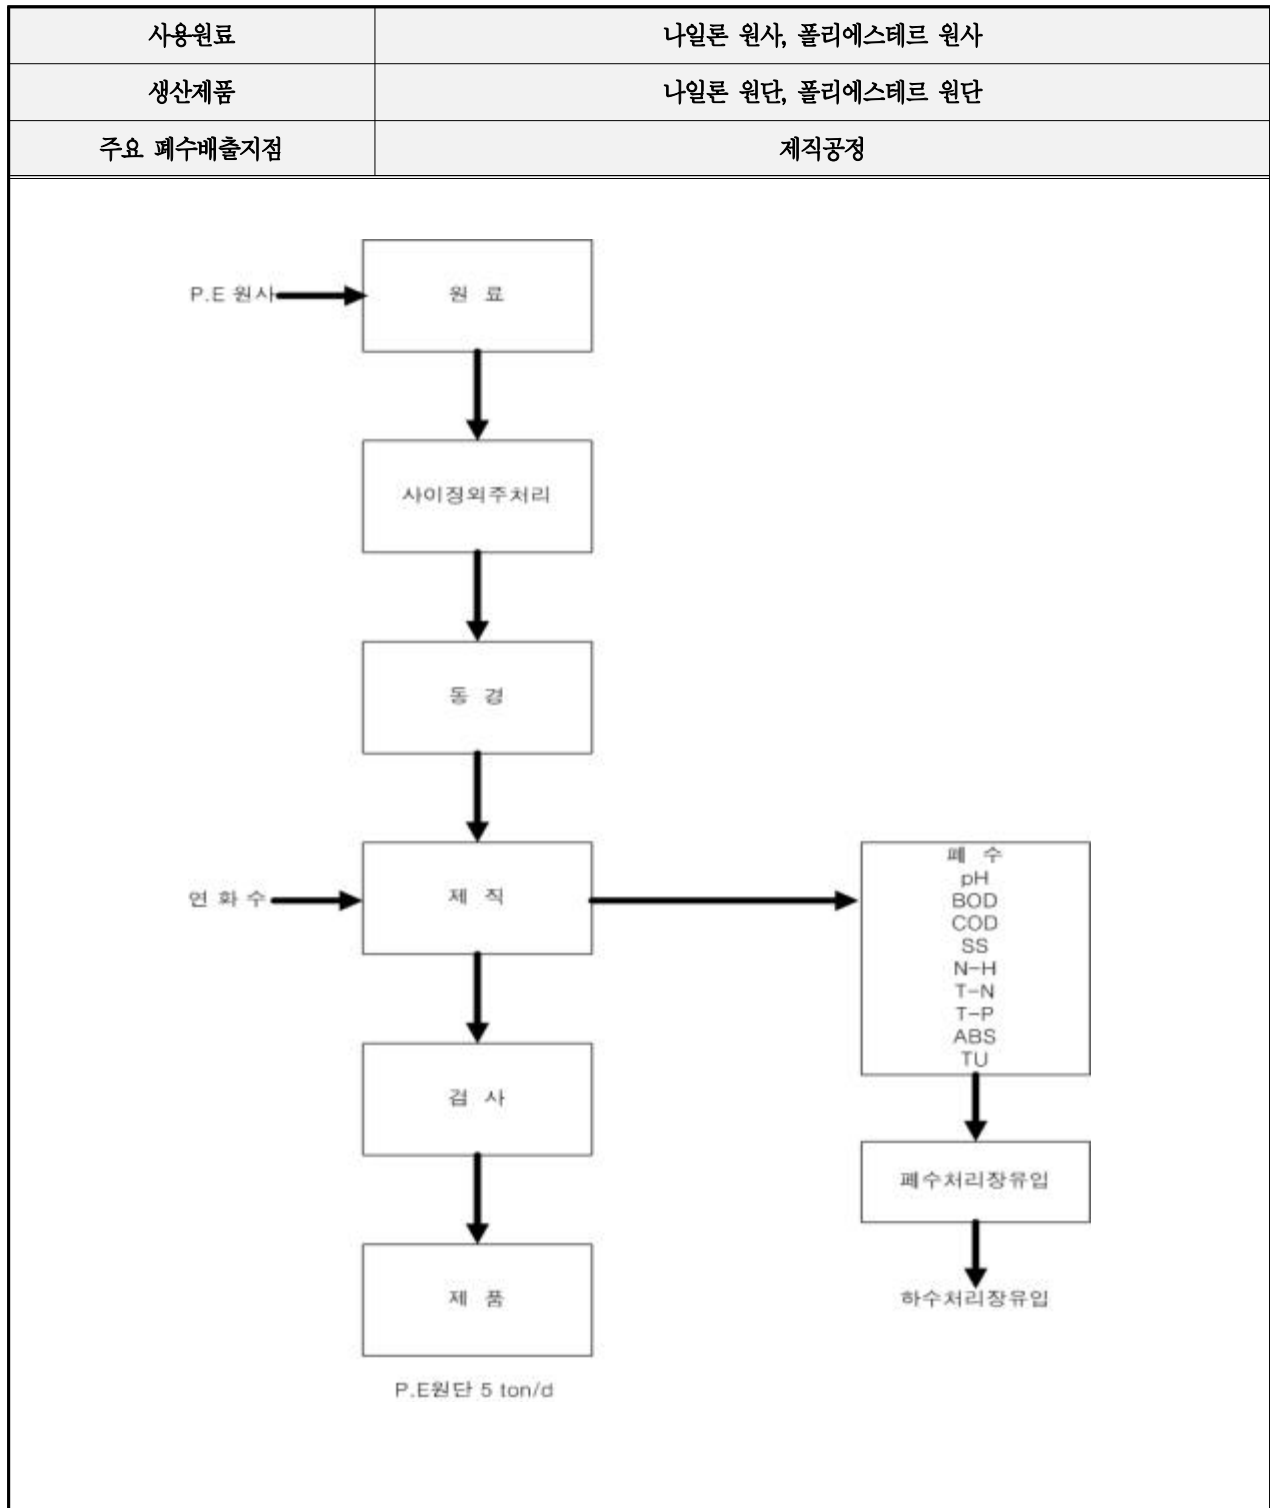 사용원료 나일론 원사, 폴리에스테르 원사
생산제품 나일론 원단, 폴리에스테르 원단
주요 폐수배출지점 제직공정
P.E 원사 원 료
사이징외주처리
동 경
연 화 수 제 직
폐 수
pH
BOD
COD
SS
N-H
T-N
T-P
ABS
TU
검 사
폐수처리장유입
제 품
하수처리장유입
P.E원단 5 ton/d